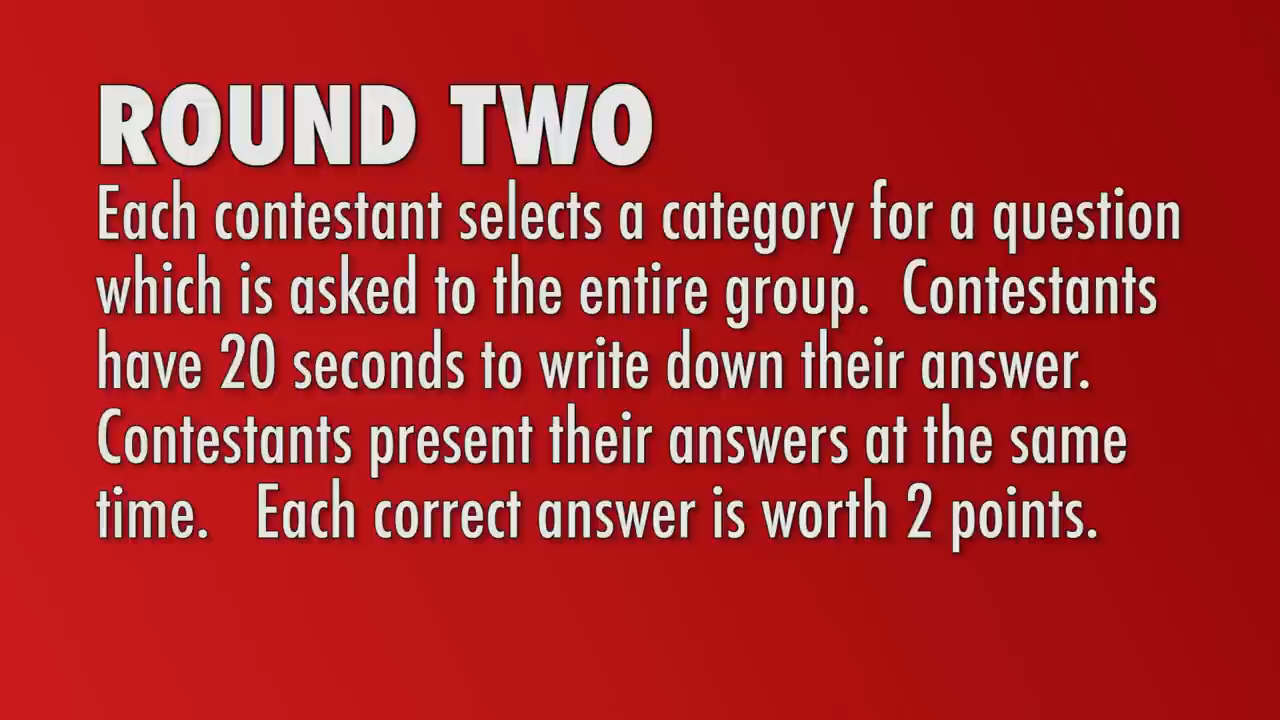 ROUND TWO
Each contestant selects a category for a question
which is asked to the entire group.  Contestants
have 20 seconds to write down their answer.
Contestants present their answers at the same
time.   Each correct answer is worth 2 points.